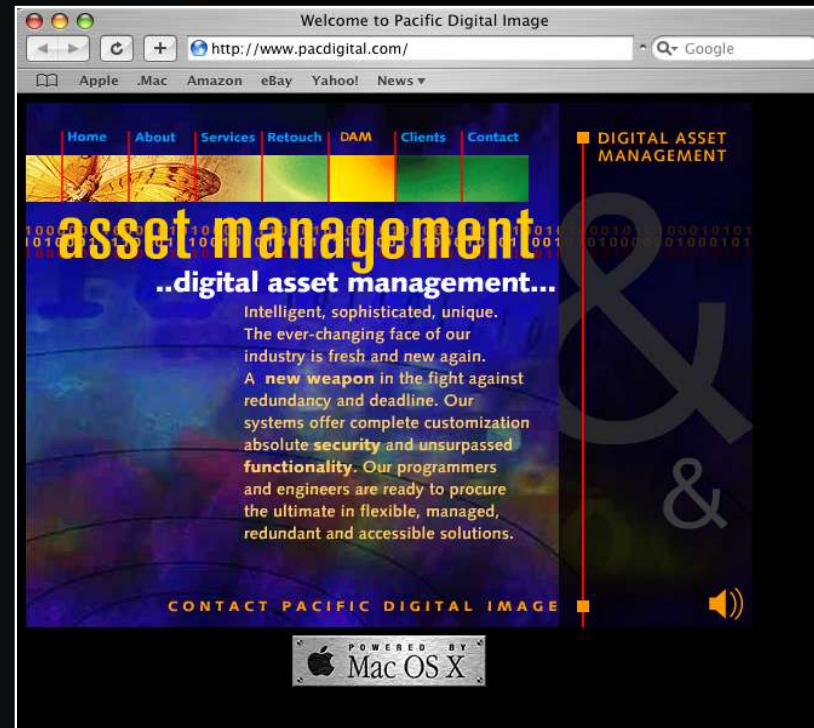 Welcome to Pacific Digital Image
http://www.pacdigital.com/
Google
Apple .Mac Amazon eBay Yahoo! News
Home About Services Retouch DAM Clients Contact
DIGITAL ASSET
MANAGEMENT
asset management
..digital asset management...
Intelligent, sophisticated, unique.
The ever-changing face of our
industry is fresh and new again.
A new weapon in the fight against
redundancy and deadline. Our
systems offer complete customization
absolute security and unsurpassed
functionality. Our programmers
and engineers are ready to procure
the ultimate in flexible, managed,
redundant and accessible solutions.
&
&
CONTACT PACIFIC DIGITAL IMAGE
POWERED BY
Mac OS X